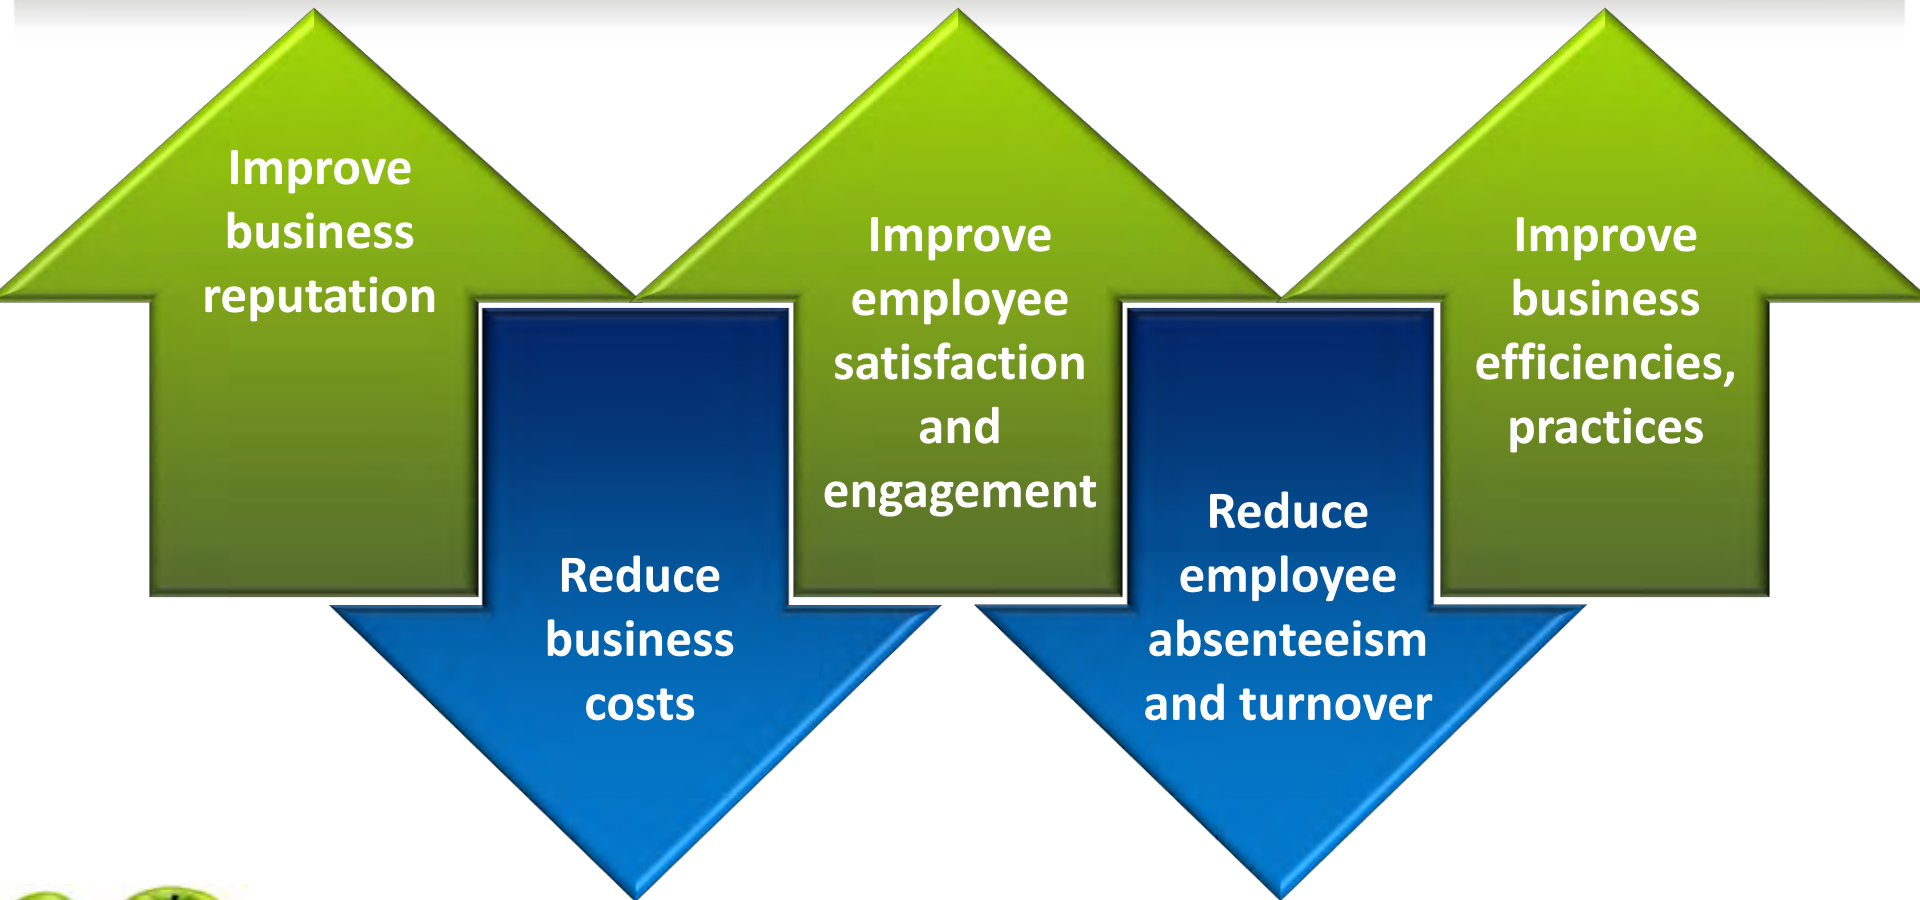 Improve
business
reputation
Reduce
business
costs
Improve
employee
satisfaction
and
engagement
Reduce
employee
absenteeism
and turnover
Improve
business
efficiencies,
practices